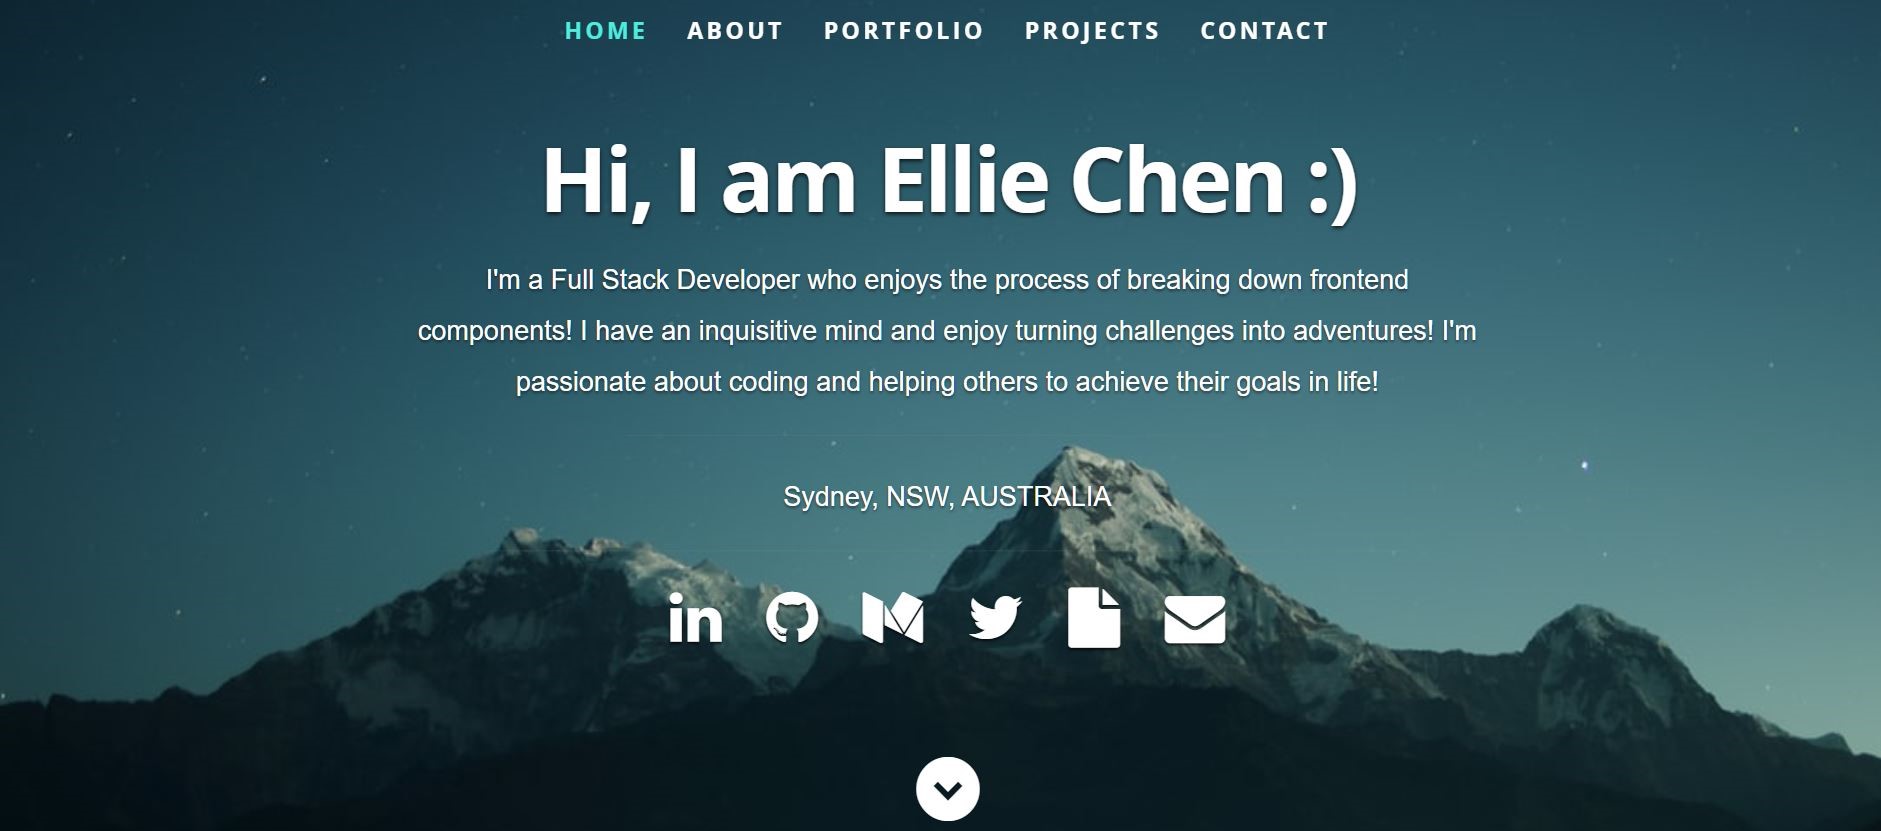 HOME ABOUT PORTFOLIO PROJECTS CONTACT
Hi, I am Ellie Chen :)
I'm a Full Stack Developer who enjoys the process of breaking down frontend
components! I have an inquisitive mind and enjoy turning challenges into adventures! I'm
passionate about coding and helping others to achieve their goals in life!
Sydney, NSW, AUSTRALIA